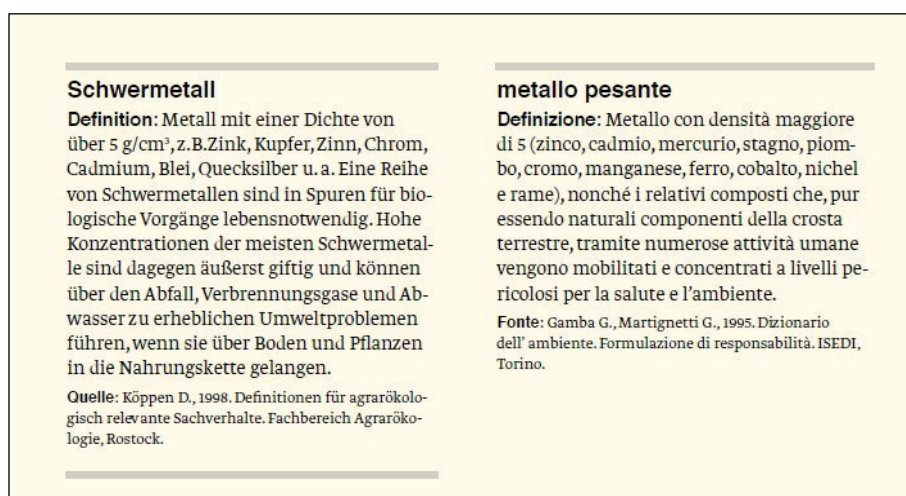 Schwermetall
Definition: Metall mit einer Dichte von
über 5 g/cm³, z.B.Zink, Kupfer, Zinn, Chrom,
Cadmium, Blei, Quecksilber u. a. Eine Reihe
von Schwermetallen sind in Spuren für bio-
logische Vorgänge lebensnotwendig. Hohe
Konzentrationen der meisten Schwermetal-
le sind dagegen äußerst giftig und können
über den Abfall, Verbrennungsgase und Ab-
wasser zu erheblichen Umweltproblemen
führen, wenn sie über Boden und Pflanzen
in die Nahrungskette gelangen.
Quelle: Köppen D., 1998. Definitionen für agrarökolo-
gisch relevante Sachverhalte. Fachbereich Agraröko-
logie, Rostock.
metallo pesante
Definizione: Metallo con densità maggiore
di 5 (zinco, cadmio, mercurio, stagno, piom-
bo, cromo, manganese, ferro, cobalto, nichel
e rame), nonché i relativi composti che, pur
essendo naturali componenti della crosta
terrestre, tramite numerose attività umane
vengono mobilitati e concentrati a livelli pe-
ricolosi per la salute e l'ambiente.
Fonte: Gamba G., Martignetti G., 1995. Dizionario
dell' ambiente. Formulazione di responsabilità. ISEDI,
Torino.